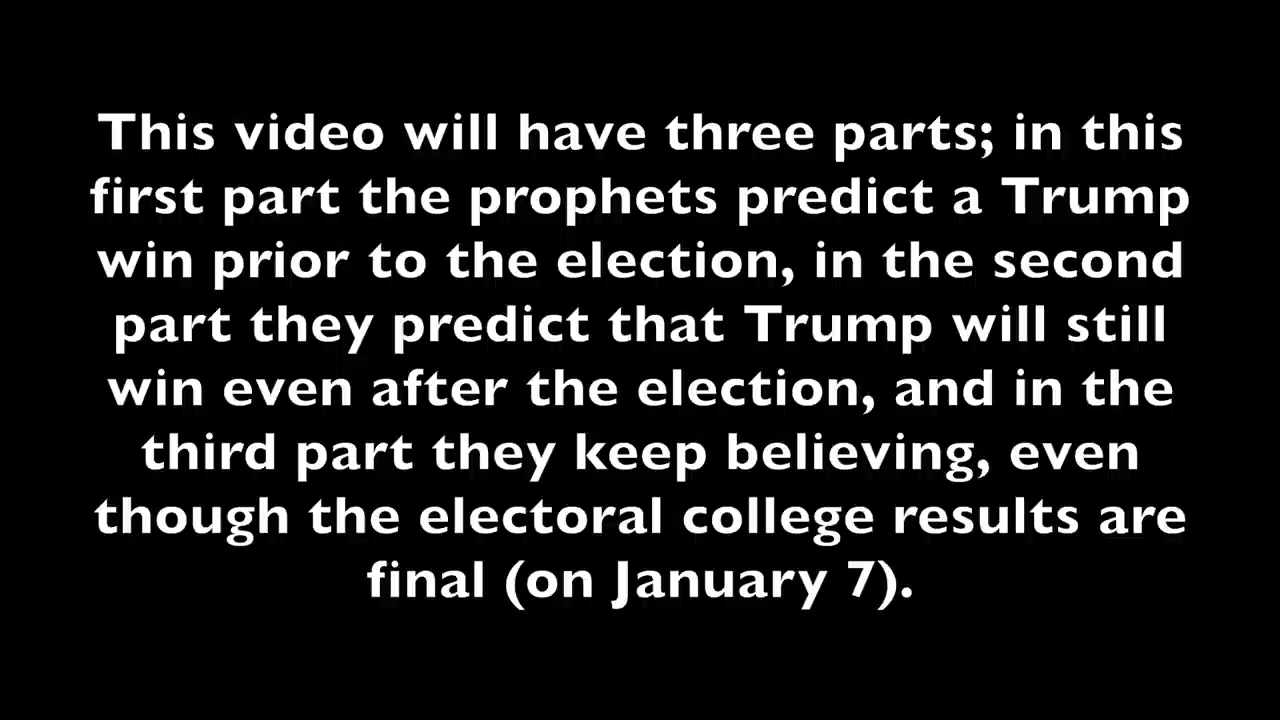 This video will have three parts; in this
first part the prophets predict a Trump
win prior to the election, in the second
part they predict that Trump will still
win even after the election, and in the
third part they keep believing, even
though the electoral college results are
final (on January 7).